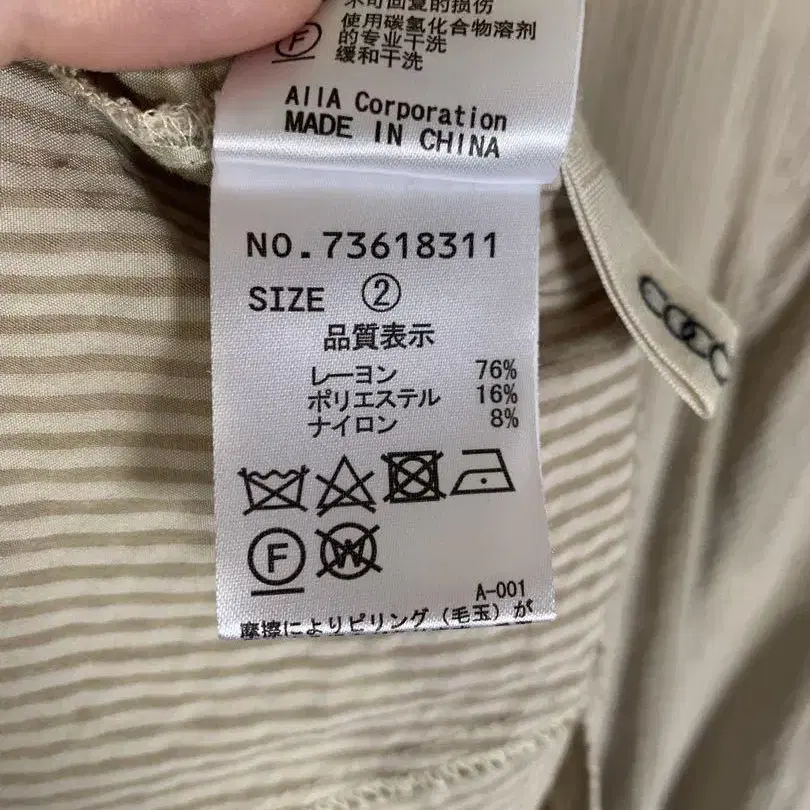 使用碳氢化合物溶剂
的专业干洗
缓和干洗
F
AIIA Corporation
MADE IN CHINA
NO.73618311
SIZE ②
品質表示
レーヨン 76%
ポリエステル 16%
ナイロン 8%
F W
A-001
摩擦によりピリング(毛玉)が